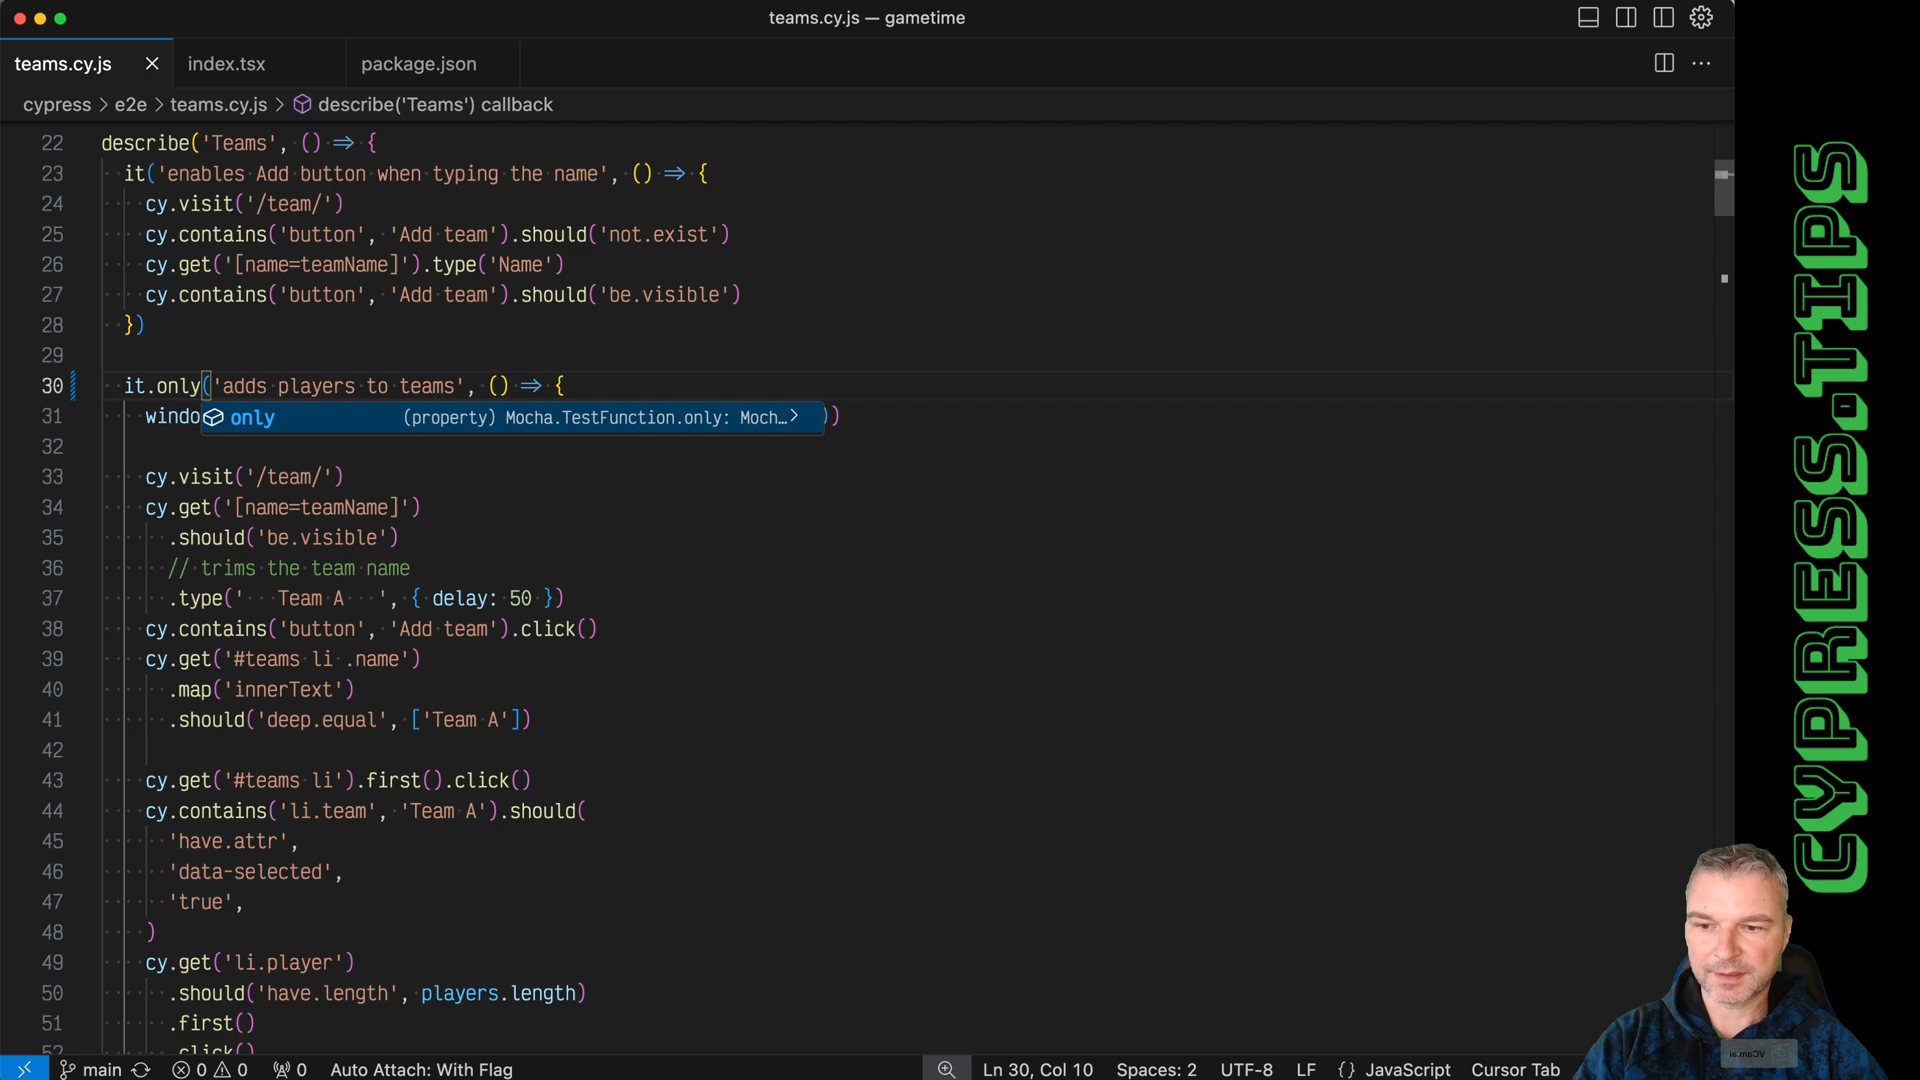 teams.cy.js — gametime
teams.cy.js
index.tsx
package.json
cypress > e2e > teams.cy.js > describe('Teams') callback
22 describe('Teams', () => {
23 it('enables Add button when typing the name', () => {
24 cy.visit('/team/')
25 cy.contains('button', 'Add team').should('not.exist')
26 cy.get('[name=teamName]').type('Name')
27 cy.contains('button', 'Add team').should('be.visible')
28 })
29
30 it.only('adds players to teams', () => {
31 windo
only (property) Mocha.TestFunction.only: Moch… >
))
32
33 cy.visit('/team/')
34 cy.get('[name=teamName]')
35 .should('be.visible')
36 // trims the team name
37 .type('   Team A   ', { delay: 50 })
38 cy.contains('button', 'Add team').click()
39 cy.get('#teams li .name')
40 .map('innerText')
41 .should('deep.equal', ['Team A'])
42
43 cy.get('#teams li').first().click()
44 cy.contains('li.team', 'Team A').should(
45 'have.attr',
46 'data-selected',
47 'true',
48 )
49 cy.get('li.player')
50 .should('have.length', players.length)
51 .first()
52 .click()
main 0 0 0 Auto Attach: With Flag Ln 30, Col 10 Spaces: 2 UTF-8 LF {} JavaScript Cursor Tab
CYPRESS.TIPS
VCam.ai